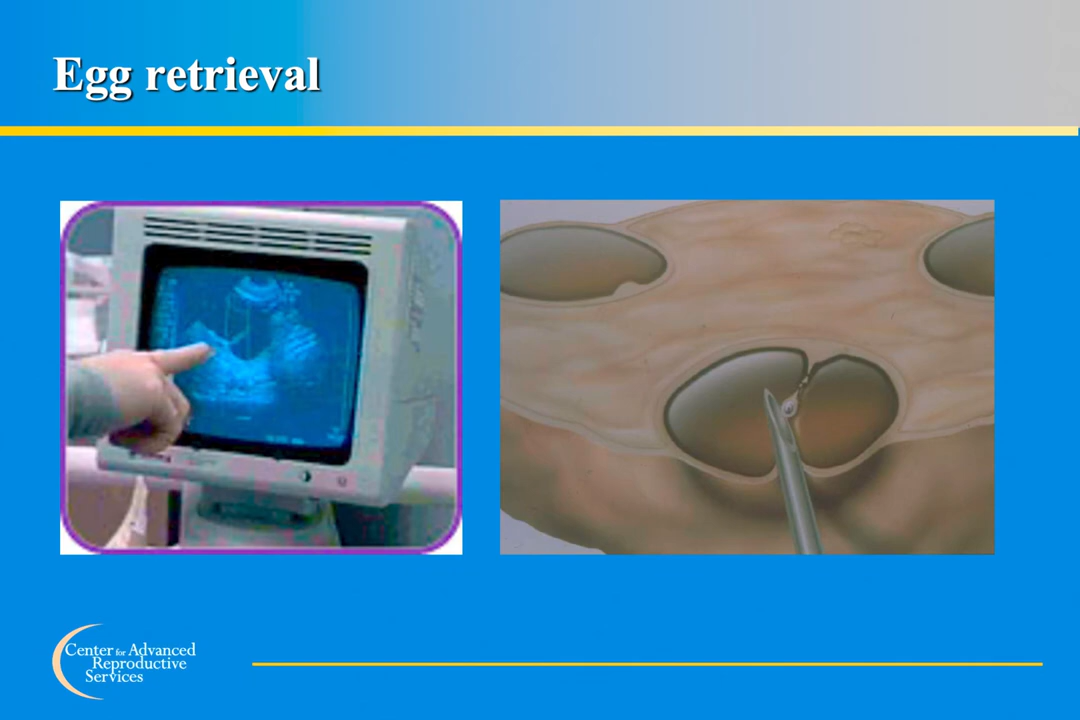 Egg retrieval
Center for Advanced
Reproductive
Services